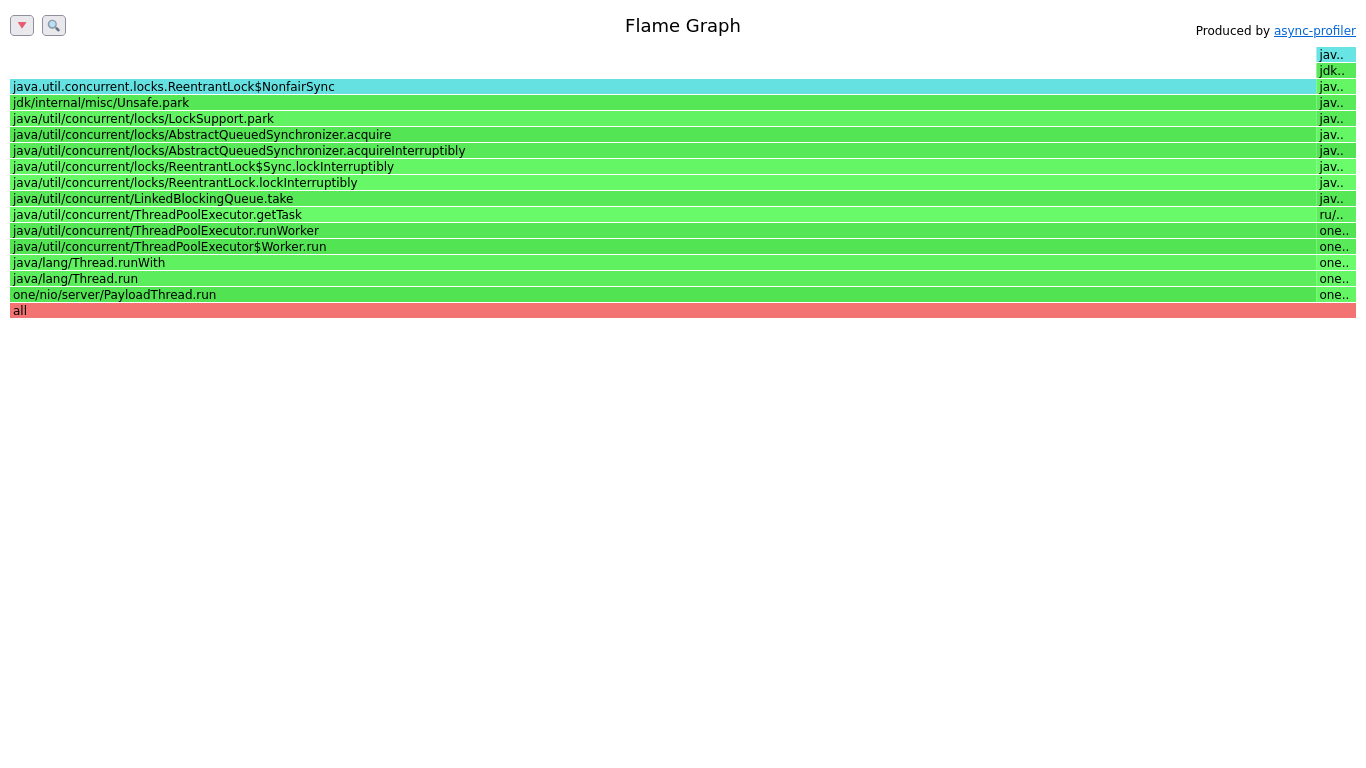 Flame Graph
Produced by async-profiler
jav..
jdk..
java.util.concurrent.locks.ReentrantLock$NonfairSync jav..
jdk/internal/misc/Unsafe.park jav..
java/util/concurrent/locks/LockSupport.park jav..
java/util/concurrent/locks/AbstractQueuedSynchronizer.acquire jav..
java/util/concurrent/locks/AbstractQueuedSynchronizer.acquireInterruptibly jav..
java/util/concurrent/locks/ReentrantLock$Sync.lockInterruptibly jav..
java/util/concurrent/locks/ReentrantLock.lockInterruptibly jav..
java/util/concurrent/LinkedBlockingQueue.take jav..
java/util/concurrent/ThreadPoolExecutor.getTask ru/..
java/util/concurrent/ThreadPoolExecutor.runWorker one..
java/util/concurrent/ThreadPoolExecutor$Worker.run one..
java/lang/Thread.runWith one..
java/lang/Thread.run one..
one/nio/server/PayloadThread.run one..
all